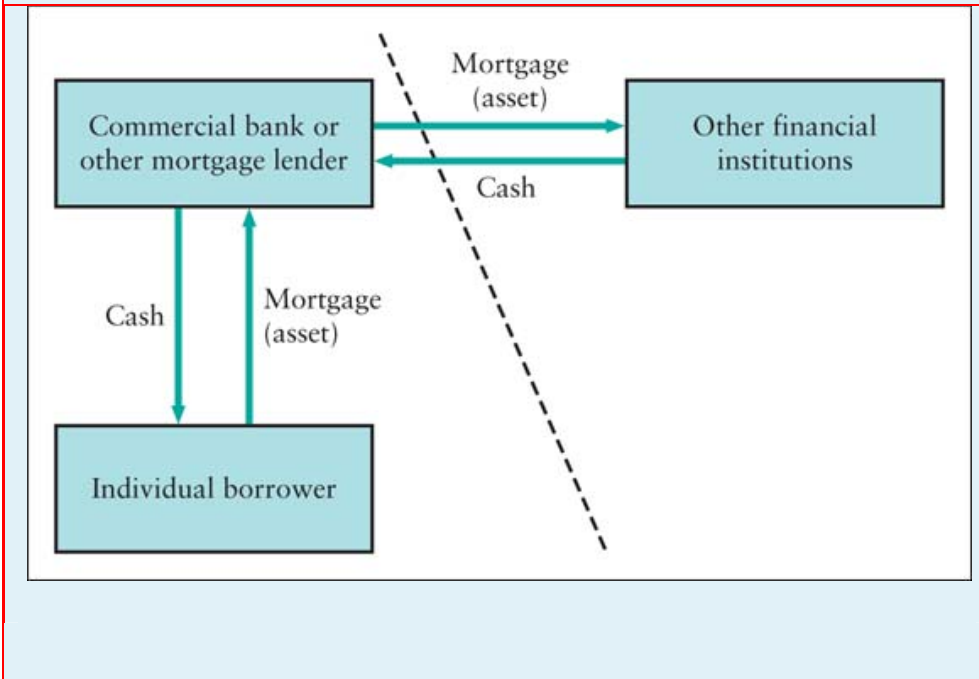 Mortgage
(asset)
Commercial bank or
other mortgage lender
Other financial
institutions
Cash
Cash
Mortgage
(asset)
Individual borrower